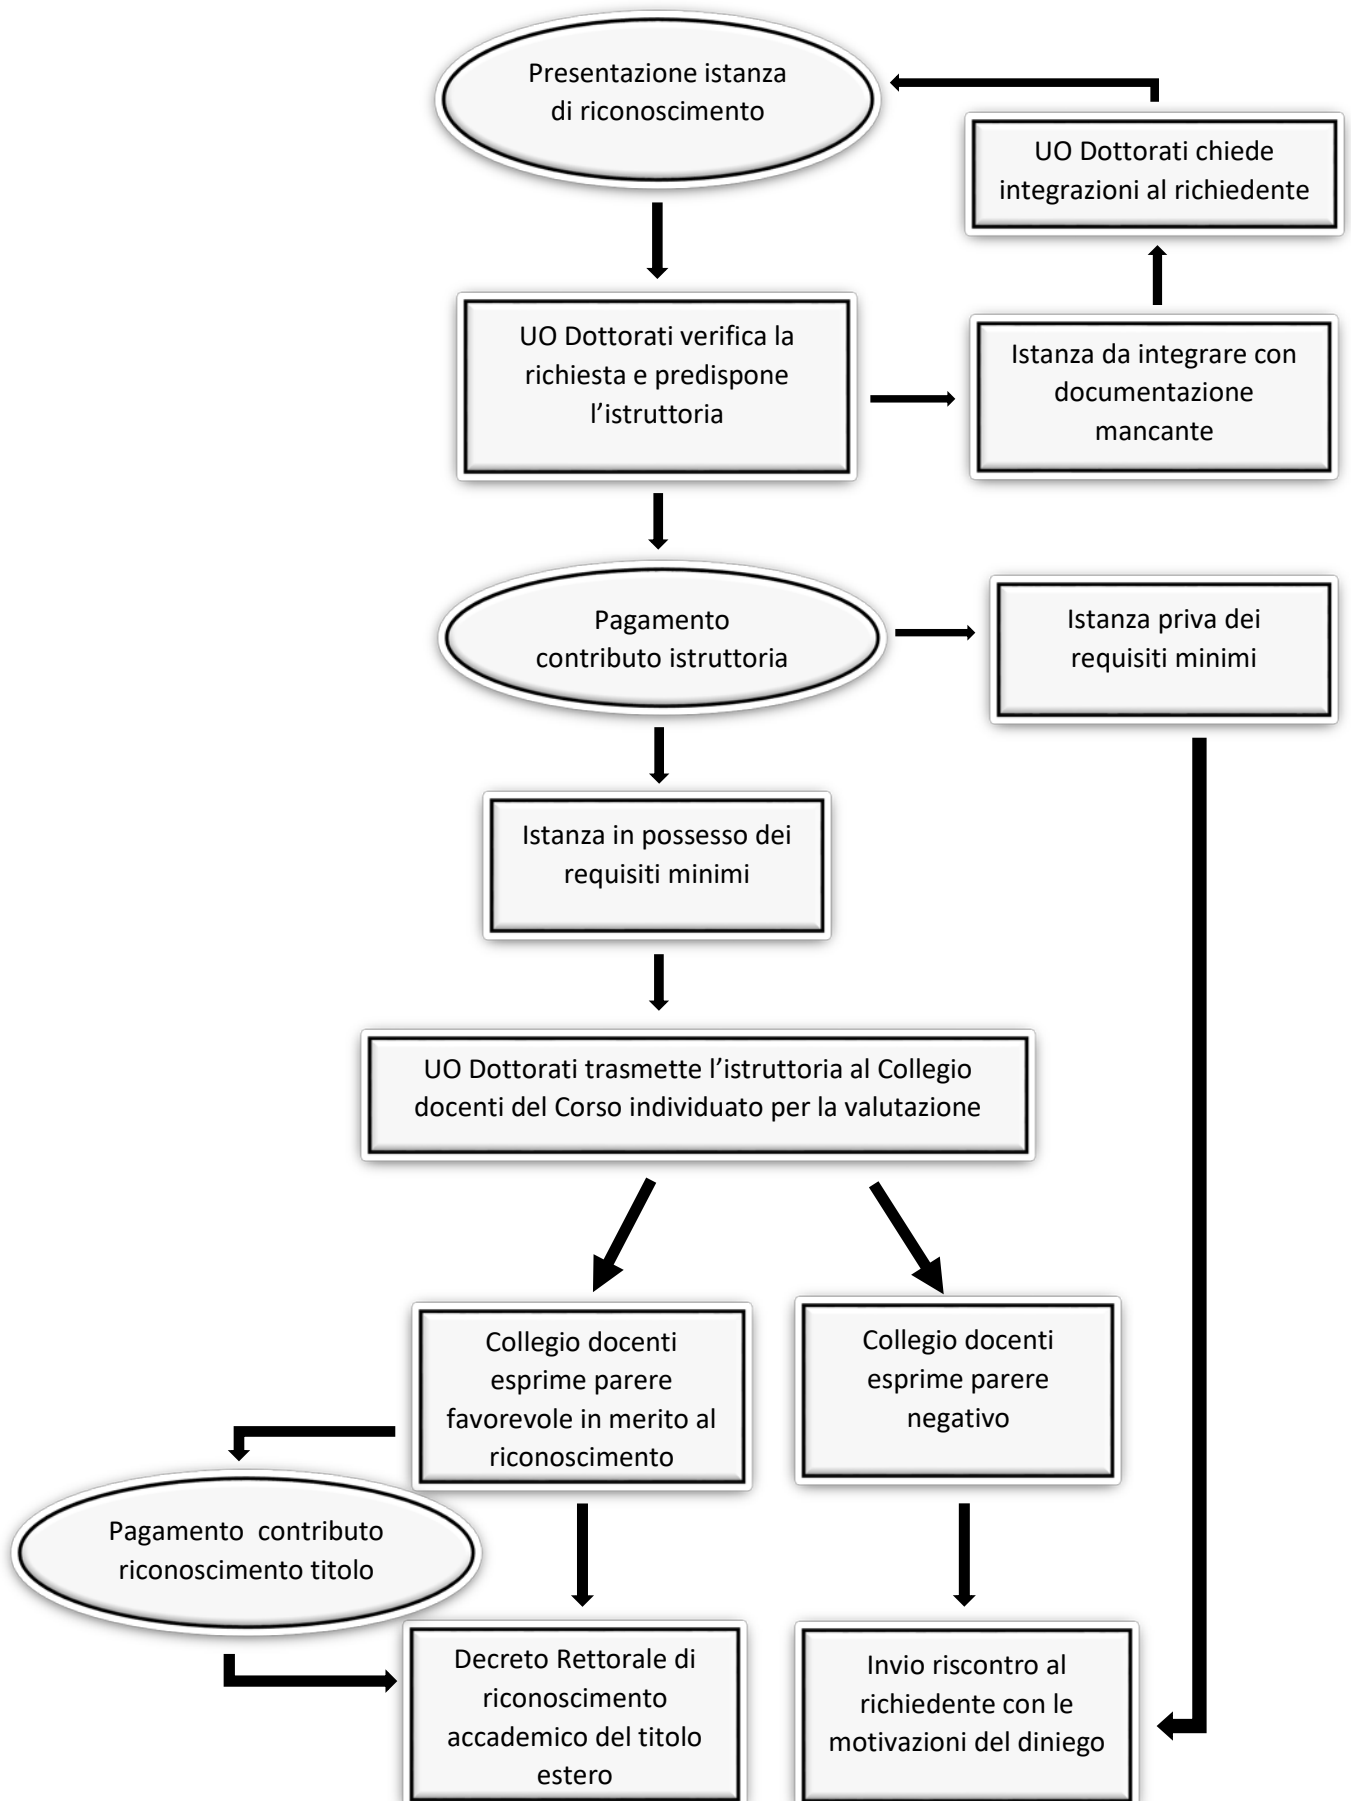 Presentazione istanza
di riconoscimento
UO Dottorati chiede
integrazioni al richiedente
UO Dottorati verifica la
richiesta e predispone
l’istruttoria
Istanza da integrare con
documentazione
mancante
Pagamento
contributo istruttoria
Istanza priva dei
requisiti minimi
Istanza in possesso dei
requisiti minimi
UO Dottorati trasmette l’istruttoria al Collegio
docenti del Corso individuato per la valutazione
Collegio docenti
esprime parere
favorevole in merito al
riconoscimento
Collegio docenti
esprime parere
negativo
Pagamento  contributo
riconoscimento titolo
Decreto Rettorale di
riconoscimento
accademico del titolo
estero
Invio riscontro al
richiedente con le
motivazioni del diniego